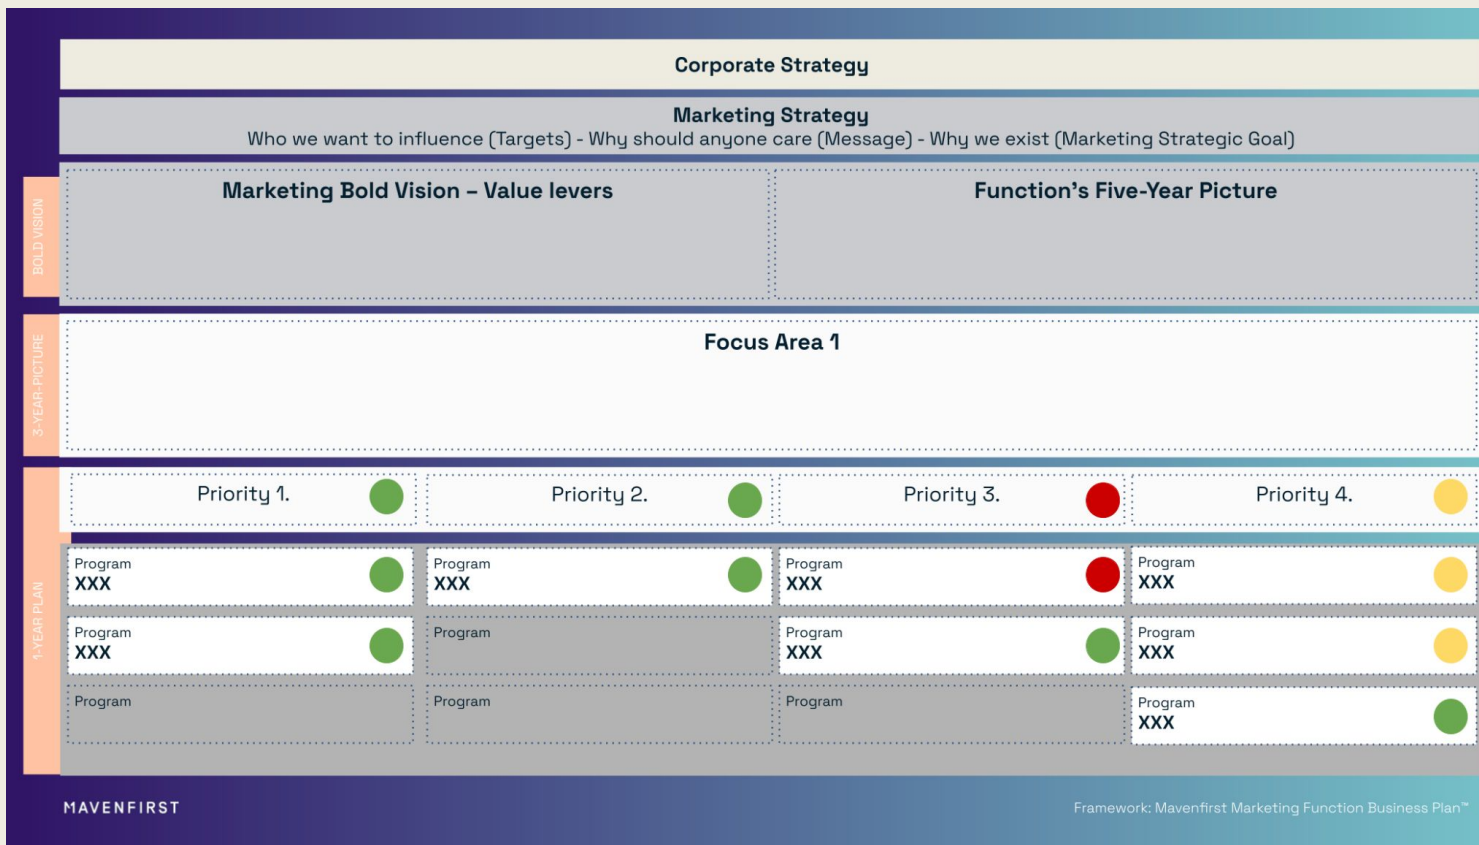 Corporate Strategy
Marketing Strategy
Who we want to influence (Targets) - Why should anyone care (Message) - Why we exist (Marketing Strategic Goal)
BOLD VISION
Marketing Bold Vision – Value levers
Function's Five-Year Picture
3-YEAR-PICTURE
Focus Area 1
1-YEAR PLAN
Priority 1.
Priority 2.
Priority 3.
Priority 4.
Program
XXX
Program
XXX
Program
XXX
Program
XXX
Program
XXX
Program
Program
XXX
Program
XXX
Program
Program
Program
Program
XXX
MAVENFIRST
Framework: Mavenfirst Marketing Function Business Plan™